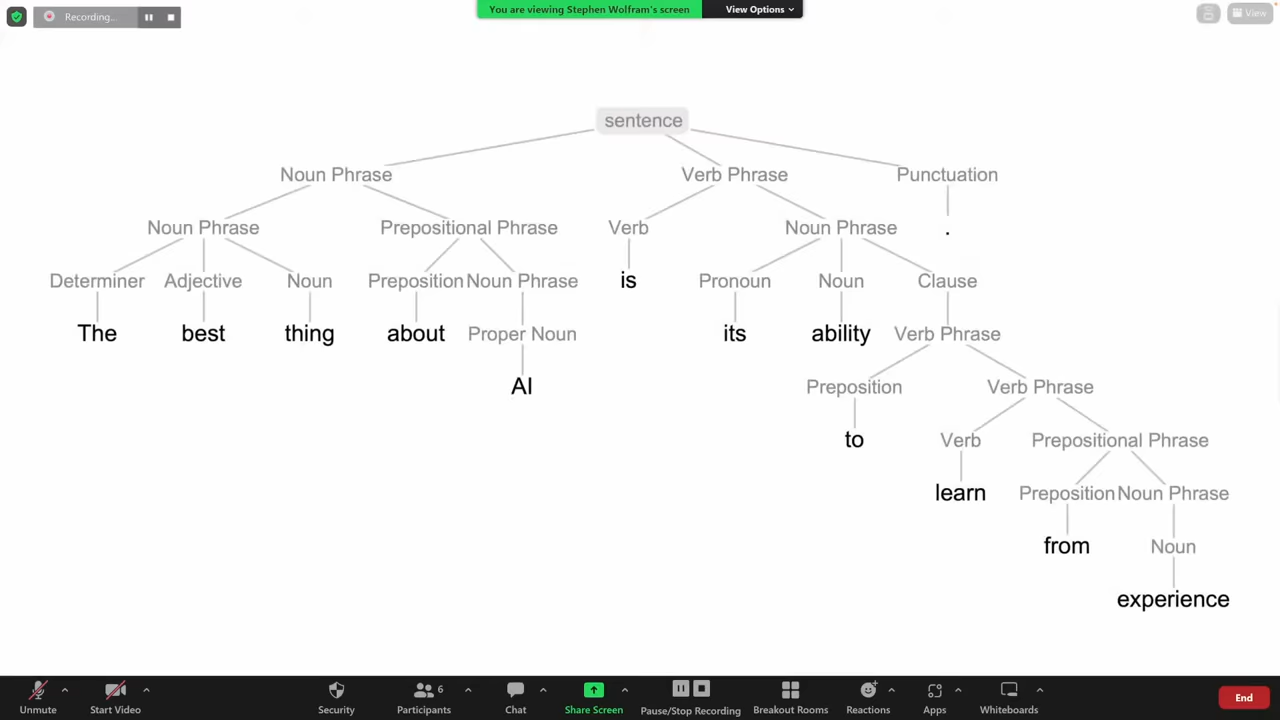 Recording...
You are viewing Stephen Wolfram's screen View Options
View
sentence
Noun Phrase Verb Phrase Punctuation
Noun Phrase Prepositional Phrase Verb Noun Phrase .
Determiner Adjective Noun Preposition Noun Phrase is Pronoun Noun Clause
The best thing about Proper Noun its ability Verb Phrase
AI Preposition Verb Phrase
to Verb Prepositional Phrase
learn Preposition Noun Phrase
from Noun
experience
6
Unmute Start Video Security Participants Chat Share Screen Pause/Stop Recording Breakout Rooms Reactions Apps Whiteboards End